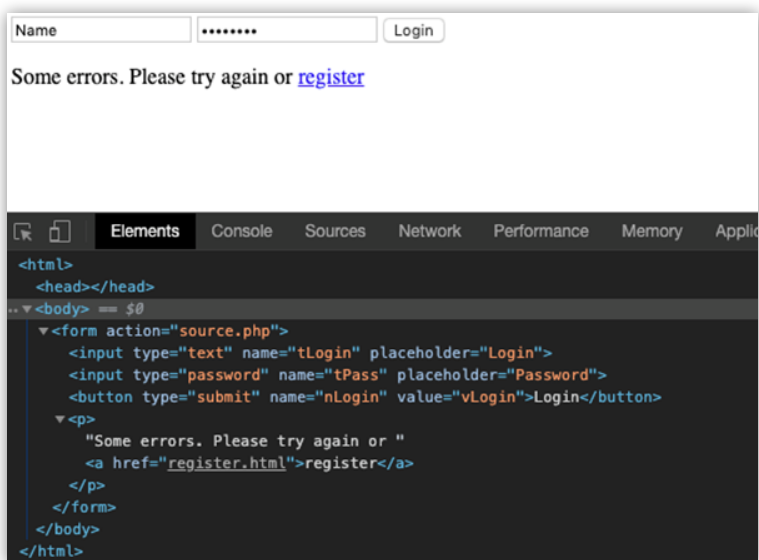 Name •••••••• Login
Some errors. Please try again or register
Elements Console Sources Network Performance Memory Applic
<html>
<head></head>
..▼<body> == $0
▼<form action="source.php">
<input type="text" name="tLogin" placeholder="Login">
<input type="password" name="tPass" placeholder="Password">
<button type="submit" name="nLogin" value="vLogin">Login</button>
▼<p>
"Some errors. Please try again or "
<a href="register.html">register</a>
</p>
</form>
</body>
</html>